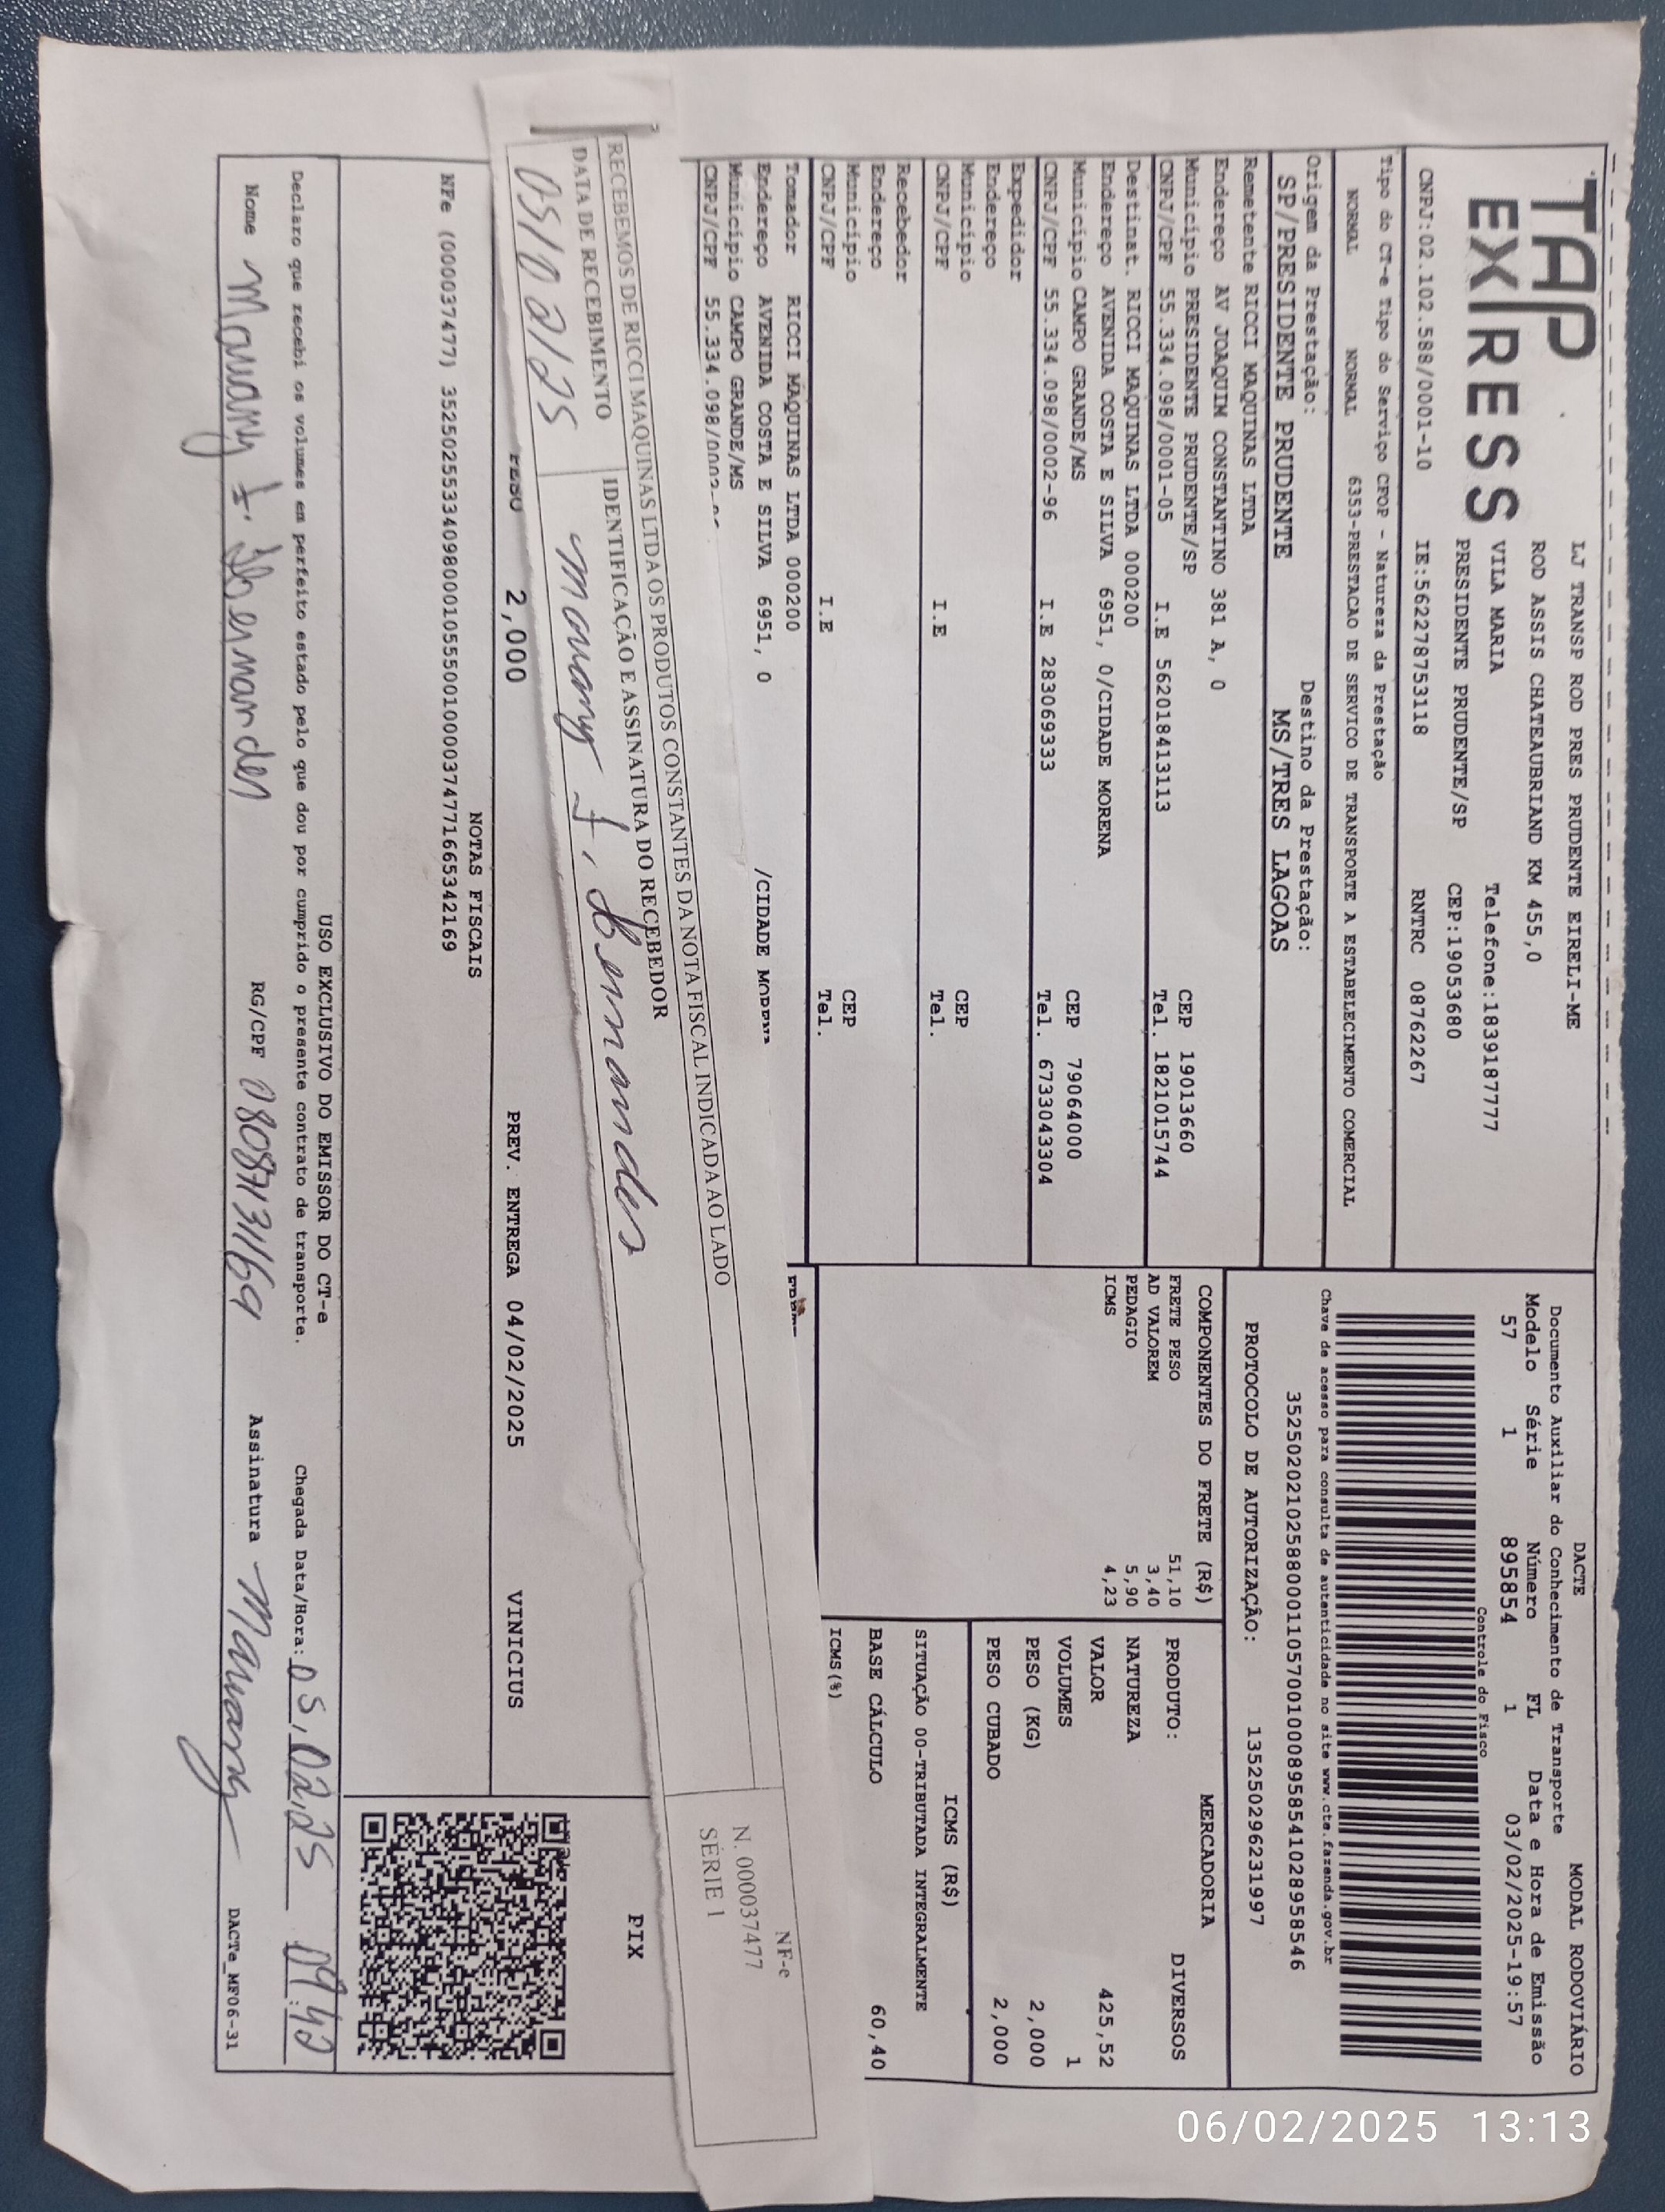 TAP
EXPRESS
LJ TRANSP ROD PRES PRUDENTE EIRELI-ME
ROD ASSIS CHATEAUBRIAND KM 455,0
VILA MARIA
Telefone:1839187777
PRESIDENTE PRUDENTE/SP CEP:19053680
CNPJ:02.102.588/0001-10 IE:562278753118 RNTRC 08762267
Tipo do CT-e Tipo do Serviço CFOP - Natureza da Prestação
NORMAL NORMAL 6353-PRESTACAO DE SERVICO DE TRANSPORTE A ESTABELECIMENTO COMERCIAL
Origem da Prestação: Destino da Prestação:
SP/PRESIDENTE PRUDENTE MS/TRES LAGOAS
DACTE MODAL RODOVIÁRIO
Documento Auxiliar do Conhecimento de Transporte
Modelo Série Número FL Data e Hora de Emissão
57 1 895854 1 03/02/2025-19:57
Controle do Fisco
Chave de acesso para consulta de autenticidade no site www.cte.fazenda.gov.br
35250202102588000110570010008958541028958546
PROTOCOLO DE AUTORIZAÇÃO: 135250296231997
Remetente RICCI MAQUINAS LTDA
Endereço AV JOAQUIM CONSTANTINO 381 A, 0
Município PRESIDENTE PRUDENTE/SP CEP 19013660
CNPJ/CPF 55.334.098/0001-05 I.E 562018413113 Tel. 1821015744
Destinat. RICCI MAQUINAS LTDA 000200
Endereço AVENIDA COSTA E SILVA 6951, 0/CIDADE MORENA
Município CAMPO GRANDE/MS CEP 79064000
CNPJ/CPF 55.334.098/0002-96 I.E 283069333 Tel. 6733043304
Expedidor
Endereço
Município CEP
CNPJ/CPF I.E Tel.
Recebedor
Endereço
Município CEP
CNPJ/CPF I.E Tel.
Tomador RICCI MAQUINAS LTDA 000200
Endereço AVENIDA COSTA E SILVA 6951, 0 /CIDADE
Município CAMPO GRANDE/MS
CNPJ/CPF 55.334.098/
COMPONENTES DO FRETE (R$)
FRETE PESO 51,10
AD VALOREM 3,40
PEDAGIO 5,90
ICMS 4,23
MERCADORIA
PRODUTO: DIVERSOS
NATUREZA
VALOR 425,52
VOLUMES 1
PESO (KG) 2,000
PESO CUBADO 2,000
ICMS (R$)
SITUAÇÃO 00-TRIBUTADA INTEGRALMENTE
BASE CÁLCULO 60,40
ICMS(%)
RECEBEMOS DE RICCI MAQUINAS LTDA OS PRODUTOS CONSTANTES DA NOTA FISCAL INDICADA AO LADO
DATA DE RECEBIMENTO IDENTIFICAÇÃO E ASSINATURA DO RECEBEDOR
05/02/25
NF-e
N. 000037477
SÉRIE 1
PESO 2,000 PREV. ENTREGA 04/02/2025 VINICIUS
PIX
NOTAS FISCAIS
NFe (000037477) 35250255334098000105550010000374771665342169
USO EXCLUSIVO DO EMISSOR DO CT-e
Declaro que recebi os volumes em perfeito estado pelo que dou por cumprido o presente contrato de transporte. Chegada Data/Hora: 05,02,25 09:42
Nome RG/CPF 08087131169 Assinatura
DACTe_MF06-31
06/02/2025 13:13